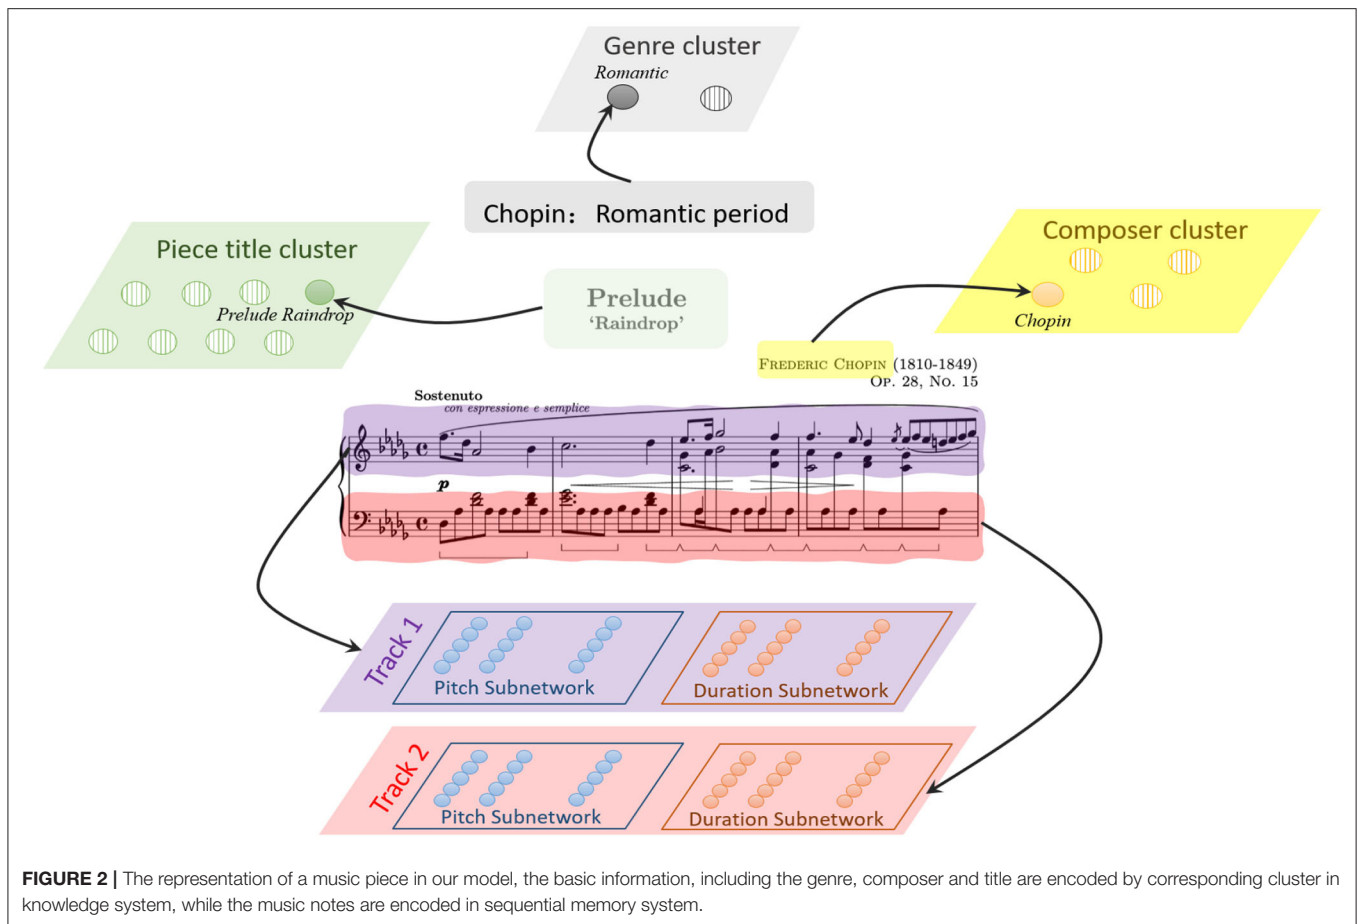 Genre cluster
Romantic
Chopin： Romantic period
Piece title cluster
Prelude Raindrop
Prelude
‘Raindrop’
Composer cluster
Chopin
FREDERIC CHOPIN (1810-1849)
OP. 28, NO. 15
Sostenuto
con espressione e semplice
p
Track 1
Pitch Subnetwork
Duration Subnetwork
Track 2
Pitch Subnetwork
Duration Subnetwork
FIGURE 2 | The representation of a music piece in our model, the basic information, including the genre, composer and title are encoded by corresponding cluster in
knowledge system, while the music notes are encoded in sequential memory system.